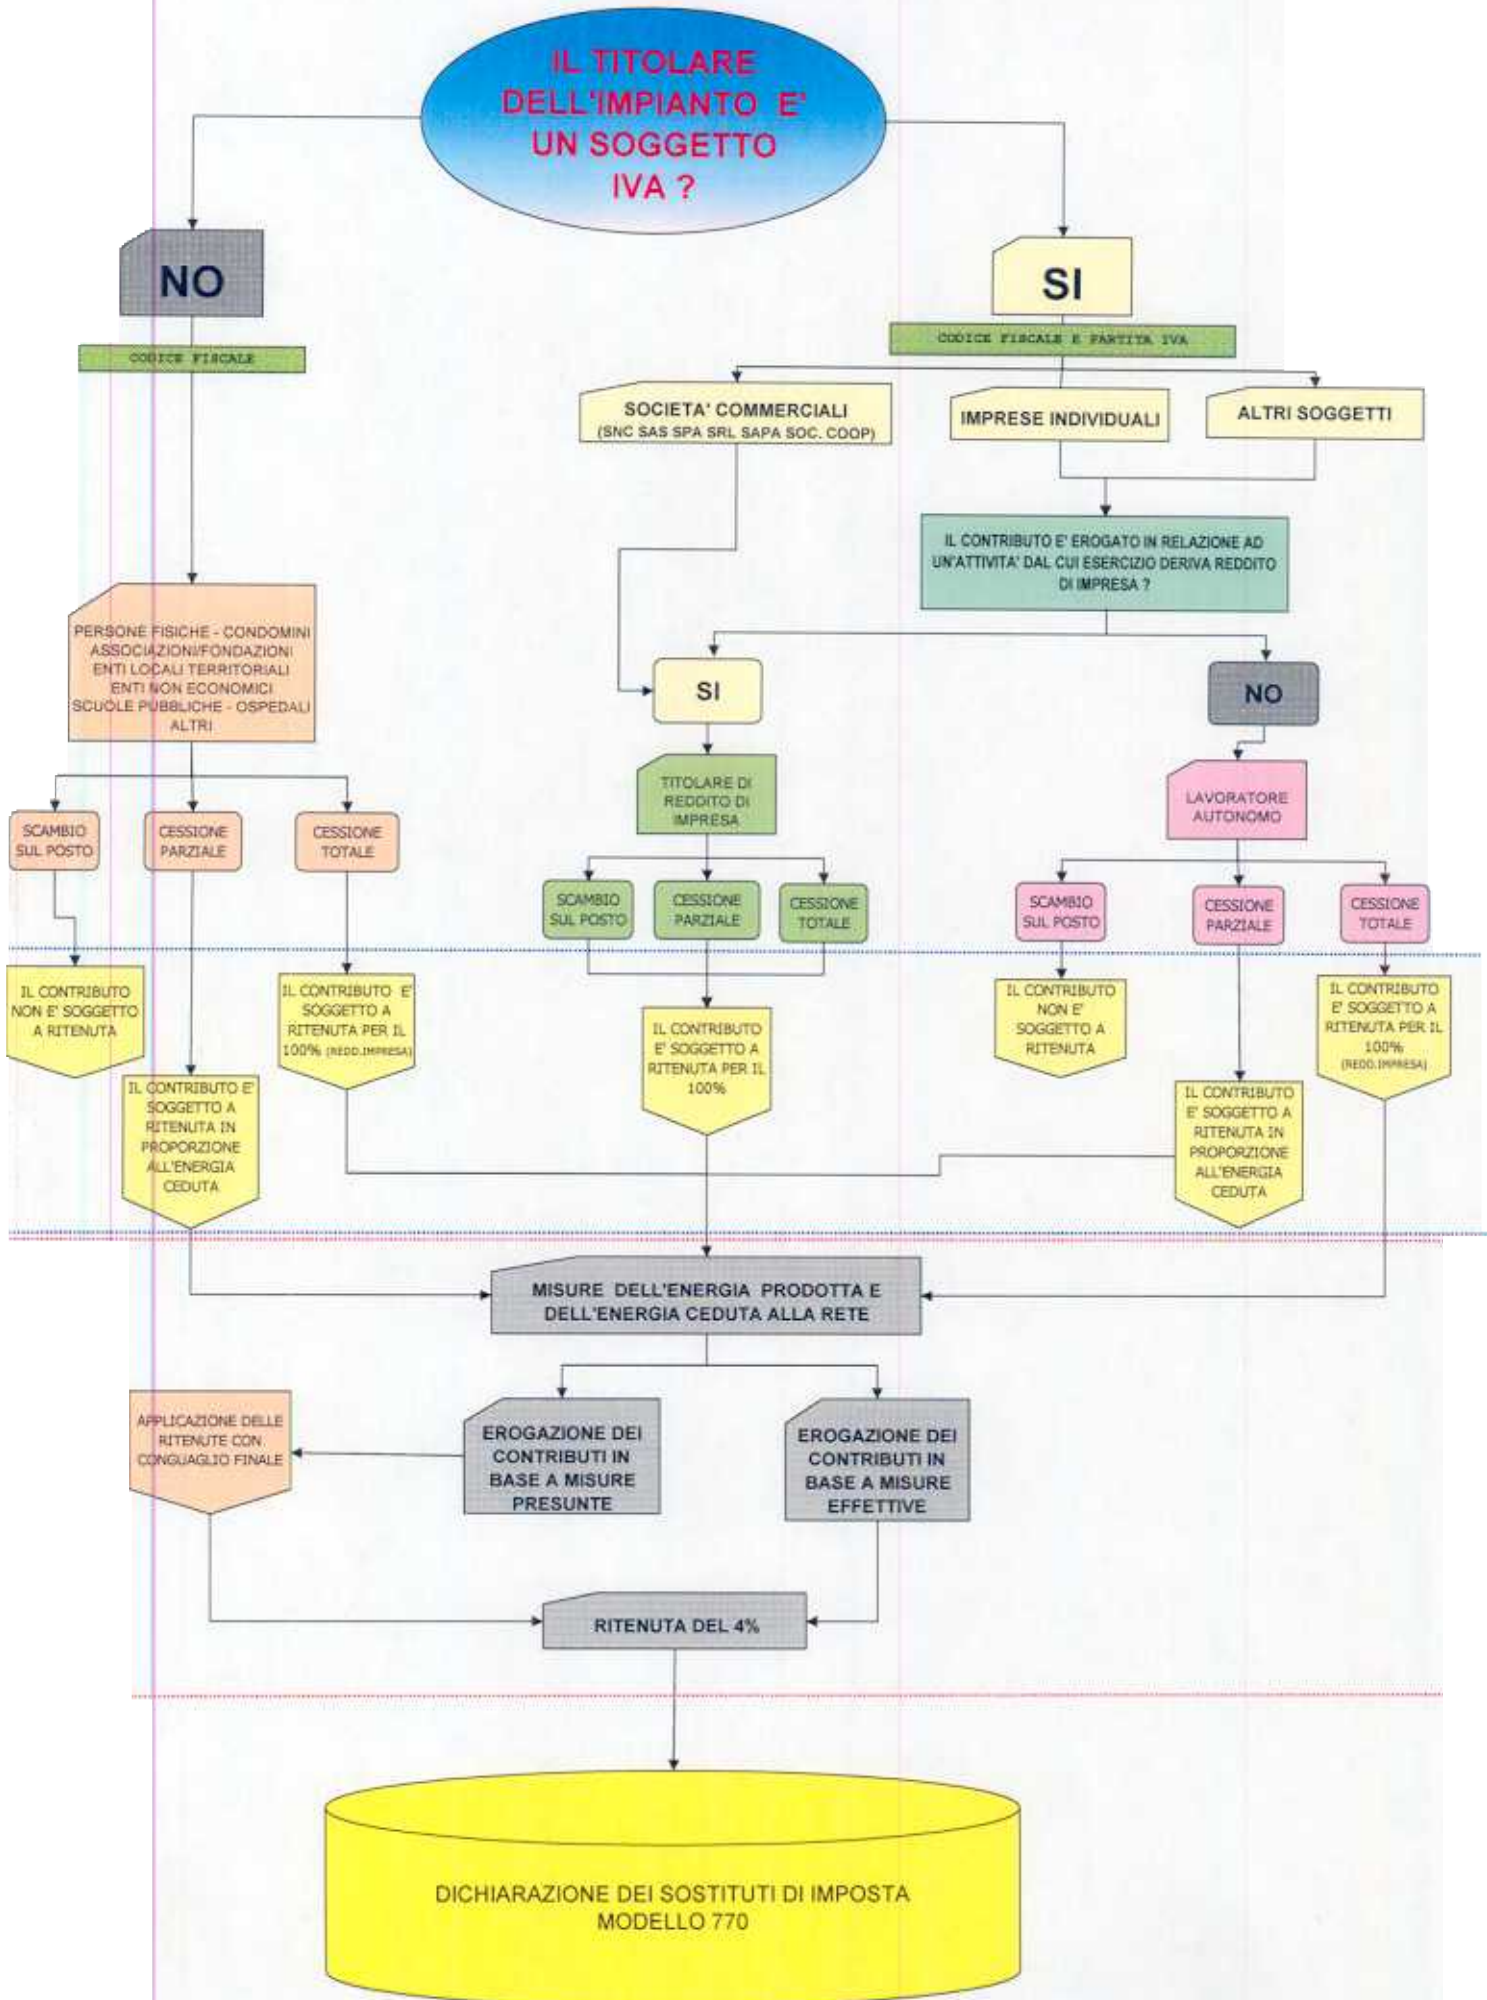 IL TITOLARE
DELL'IMPIANTO E'
UN SOGGETTO
IVA ?
NO
SI
CODICE FISCALE
CODICE FISCALE E PARTITA IVA
SOCIETA' COMMERCIALI
(SNC SAS SPA SRL SAPA SOC. COOP)
IMPRESE INDIVIDUALI
ALTRI SOGGETTI
IL CONTRIBUTO E' EROGATO IN RELAZIONE AD
UN'ATTIVITA' DAL CUI ESERCIZIO DERIVA REDDITO
DI IMPRESA ?
PERSONE FISICHE - CONDOMINI
ASSOCIAZIONI/FONDAZIONI
ENTI LOCALI TERRITORIALI
ENTI NON ECONOMICI
SCUOLE PUBBLICHE - OSPEDALI
ALTRI
SI
NO
TITOLARE DI
REDDITO DI
IMPRESA
LAVORATORE
AUTONOMO
SCAMBIO
SUL POSTO
CESSIONE
PARZIALE
CESSIONE
TOTALE
SCAMBIO
SUL POSTO
CESSIONE
PARZIALE
CESSIONE
TOTALE
SCAMBIO
SUL POSTO
CESSIONE
PARZIALE
CESSIONE
TOTALE
IL CONTRIBUTO
NON E' SOGGETTO
A RITENUTA
IL CONTRIBUTO E'
SOGGETTO A
RITENUTA IN
PROPORZIONE
ALL'ENERGIA
CEDUTA
IL CONTRIBUTO E'
SOGGETTO A
RITENUTA PER IL
100% (REDD.IMPRESA)
IL CONTRIBUTO
E' SOGGETTO A
RITENUTA PER IL
100%
IL CONTRIBUTO
NON E'
SOGGETTO A
RITENUTA
IL CONTRIBUTO
E' SOGGETTO A
RITENUTA IN
PROPORZIONE
ALL'ENERGIA
CEDUTA
IL CONTRIBUTO
E' SOGGETTO A
RITENUTA PER IL
100%
(REDD.IMPRESA)
MISURE DELL'ENERGIA PRODOTTA E
DELL'ENERGIA CEDUTA ALLA RETE
APPLICAZIONE DELLE
RITENUTE CON
CONGUAGLIO FINALE
EROGAZIONE DEI
CONTRIBUTI IN
BASE A MISURE
PRESUNTE
EROGAZIONE DEI
CONTRIBUTI IN
BASE A MISURE
EFFETTIVE
RITENUTA DEL 4%
DICHIARAZIONE DEI SOSTITUTI DI IMPOSTA
MODELLO 770